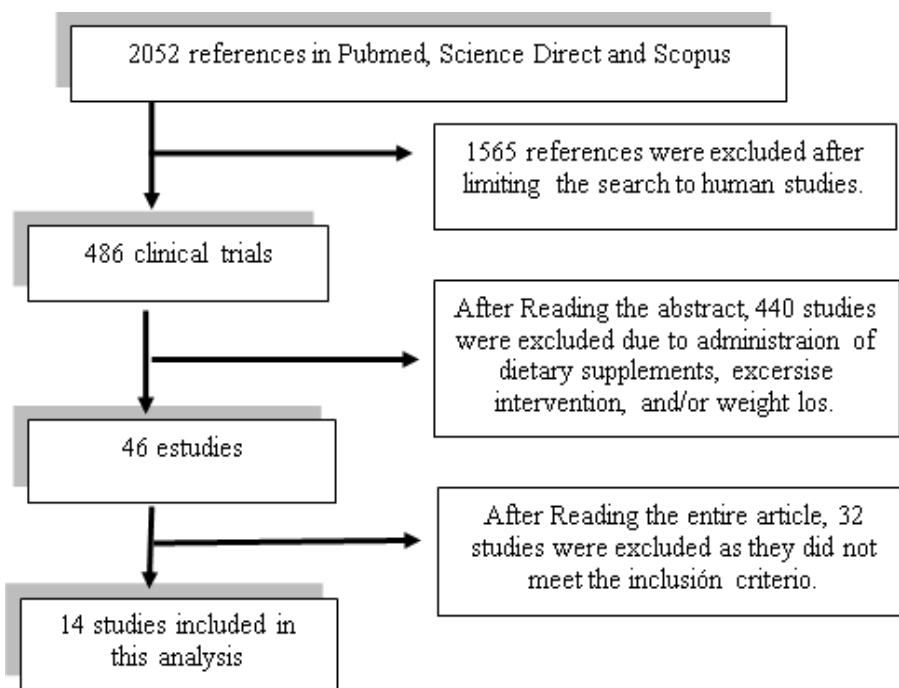 2052 references in Pubmed, Science Direct and Scopus
1565 references were excluded after
limiting the search to human studies.
486 clinical trials
After Reading the abstract, 440 studies
were excluded due to administraion of
dietary supplements, excersise
intervention, and/or weight los.
46 estudies
After Reading the entire article, 32
studies were excluded as they did not
meet the inclusión criterio.
14 studies included in
this analysis